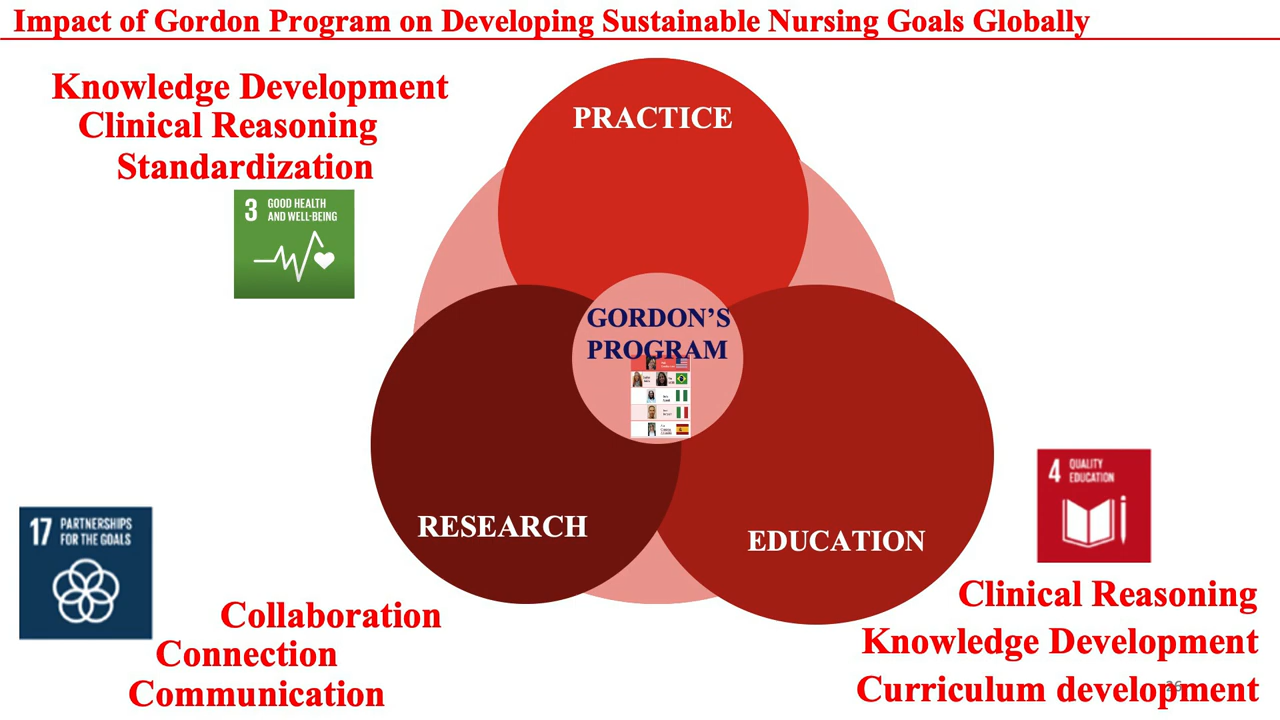 Impact of Gordon Program on Developing Sustainable Nursing Goals Globally
Knowledge Development
Clinical Reasoning
Standardization
3 GOOD HEALTH
AND WELL-BEING
PRACTICE
GORDON’S
PROGRAM
RESEARCH
EDUCATION
17 PARTNERSHIPS
FOR THE GOALS
Collaboration
Connection
Communication
4 QUALITY
EDUCATION
Clinical Reasoning
Knowledge Development
Curriculum development
26